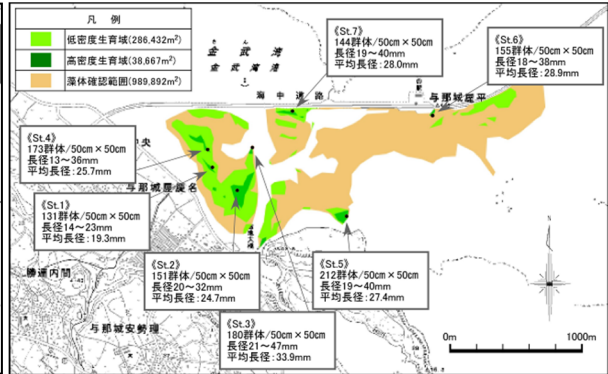 凡 例
低密度生育域(286,432m²)
高密度生育域(38,667m²)
藻体確認範囲(989,892m²)
きん
金武湾
金武湾港
海中道路
《St.7》
144群体/50cm×50cm
長径19～40mm
平均長径:28.0mm
《St.6》
155群体/50cm×50cm
長径18～38mm
平均長径:28.9mm
与那城屋平
《St.4》
173群体/50cm×50cm
長径13～36mm
平均長径:25.7mm
央
与那城屋慶名
《St.1》
131群体/50cm×50cm
長径14～23mm
平均長径:19.3mm
《St.2》
151群体/50cm×50cm
長径20～32mm
平均長径:24.7mm
《St.5》
212群体/50cm×50cm
長径19～40mm
平均長径:27.4mm
《St.3》
180群体/50cm×50cm
長径21～47mm
平均長径:33.9mm
勝連内間
与那城安勢理
0m 1000m